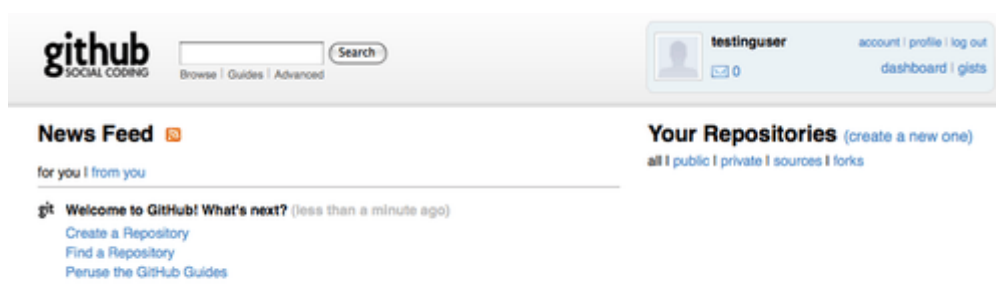 github
SOCIAL CODING
Search
Browse | Guides | Advanced
testinguser
account | profile | log out
0
dashboard | gists
News Feed
for you | from you
git Welcome to GitHub! What's next? (less than a minute ago)
Create a Repository
Find a Repository
Peruse the GitHub Guides
Your Repositories (create a new one)
all | public | private | sources | forks